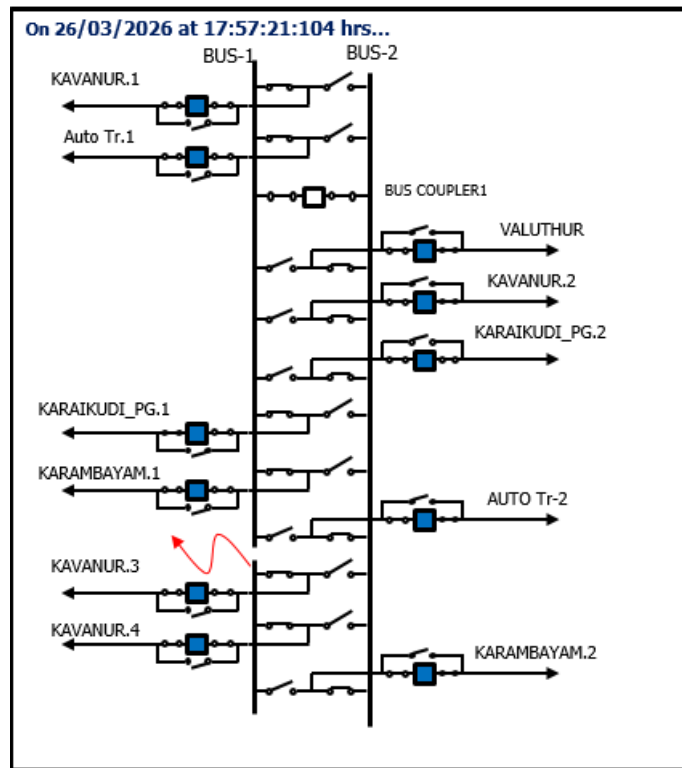 On 26/03/2026 at 17:57:21:104 hrs...
BUS-1
BUS-2
KAVANUR.1
Auto Tr.1
BUS COUPLER1
VALUTHUR
KAVANUR.2
KARAIKUDI_PG.2
KARAIKUDI_PG.1
KARAMBAYAM.1
AUTO Tr-2
KAVANUR.3
KAVANUR.4
KARAMBAYAM.2